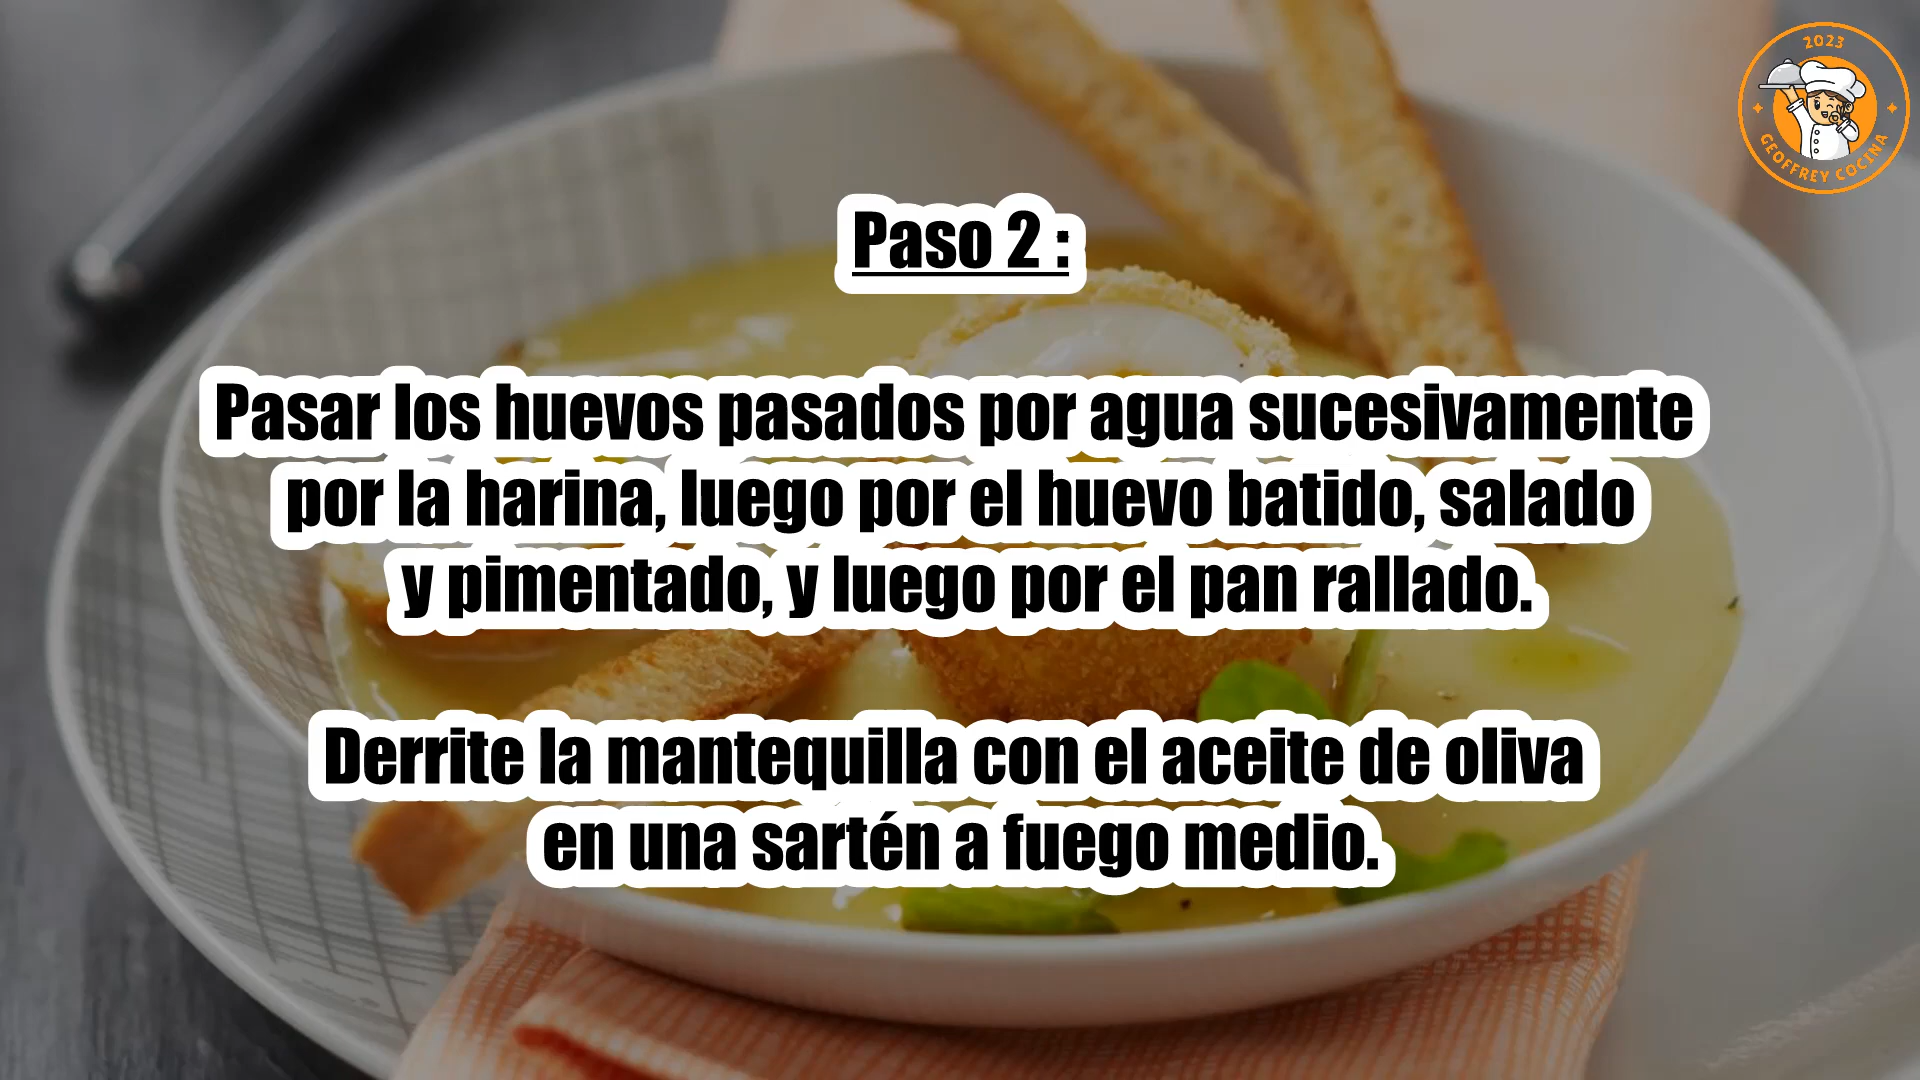 2023
GEOFFREY COCINA
Paso 2 :
Pasar los huevos pasados por agua sucesivamente
por la harina, luego por el huevo batido, salado
y pimentado, y luego por el pan rallado.
Derrite la mantequilla con el aceite de oliva
en una sartén a fuego medio.